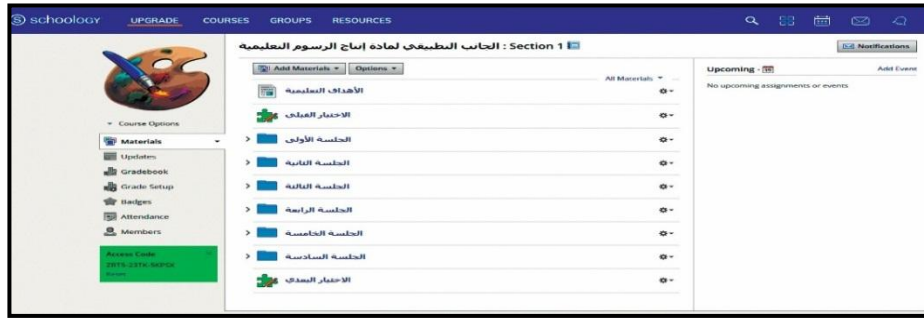 schoology UPGRADE COURSES GROUPS RESOURCES
الجانب التطبيقي لمادة إنتاج الرسوم التعليمية : Section 1
Notifications
Add Materials Options
All Materials
Upcoming
Add Event
No upcoming assignments or events
Course Options
Materials
Updates
Gradebook
Grade Setup
Badges
Attendance
Members
Access Code
الأهداف التعليمية
الاختبار القبلي
الجلسة الأولى
الجلسة الثانية
الجلسة الثالثة
الجلسة الرابعة
الجلسة الخامسة
الجلسة السادسة
الاختبار البعدي